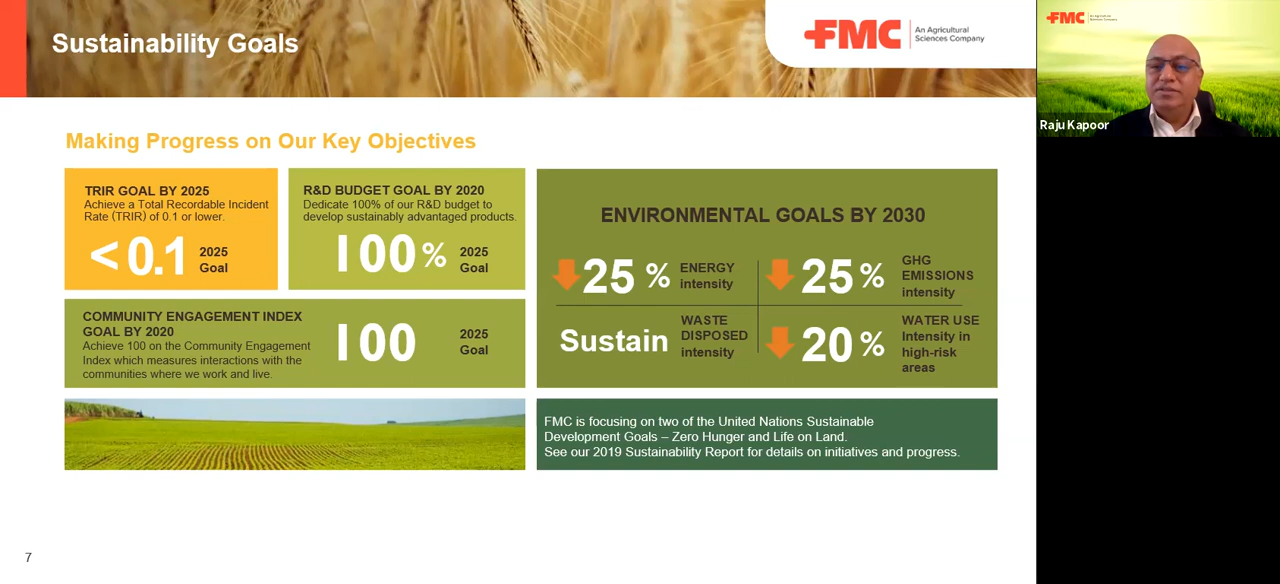 Sustainability Goals
FMC
An Agricultural
Sciences Company
FMC
An Agricultural
Sciences Company
Raju Kapoor
Making Progress on Our Key Objectives
TRIR GOAL BY 2025
Achieve a Total Recordable Incident
Rate (TRIR) of 0.1 or lower.
< 0.1
2025
Goal
R&D BUDGET GOAL BY 2020
Dedicate 100% of our R&D budget to
develop sustainably advantaged products.
100 %
2025
Goal
COMMUNITY ENGAGEMENT INDEX
GOAL BY 2020
Achieve 100 on the Community Engagement
Index which measures interactions with the
communities where we work and live.
100
2025
Goal
ENVIRONMENTAL GOALS BY 2030
25 %
ENERGY
intensity
25 %
GHG
EMISSIONS
intensity
Sustain
WASTE
DISPOSED
intensity
20 %
WATER USE
Intensity in
high-risk
areas
FMC is focusing on two of the United Nations Sustainable
Development Goals – Zero Hunger and Life on Land.
See our 2019 Sustainability Report for details on initiatives and progress.
7